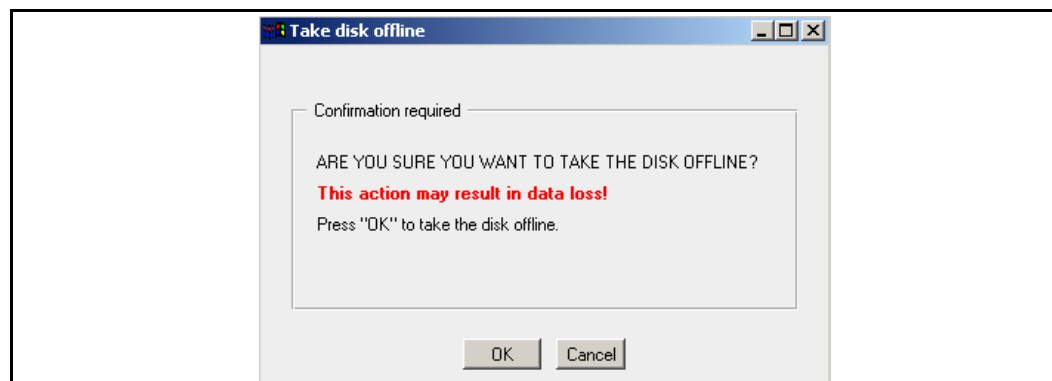 Take disk offline
Confirmation required
ARE YOU SURE YOU WANT TO TAKE THE DISK OFFLINE?
This action may result in data loss!
Press "OK" to take the disk offline.
OK Cancel